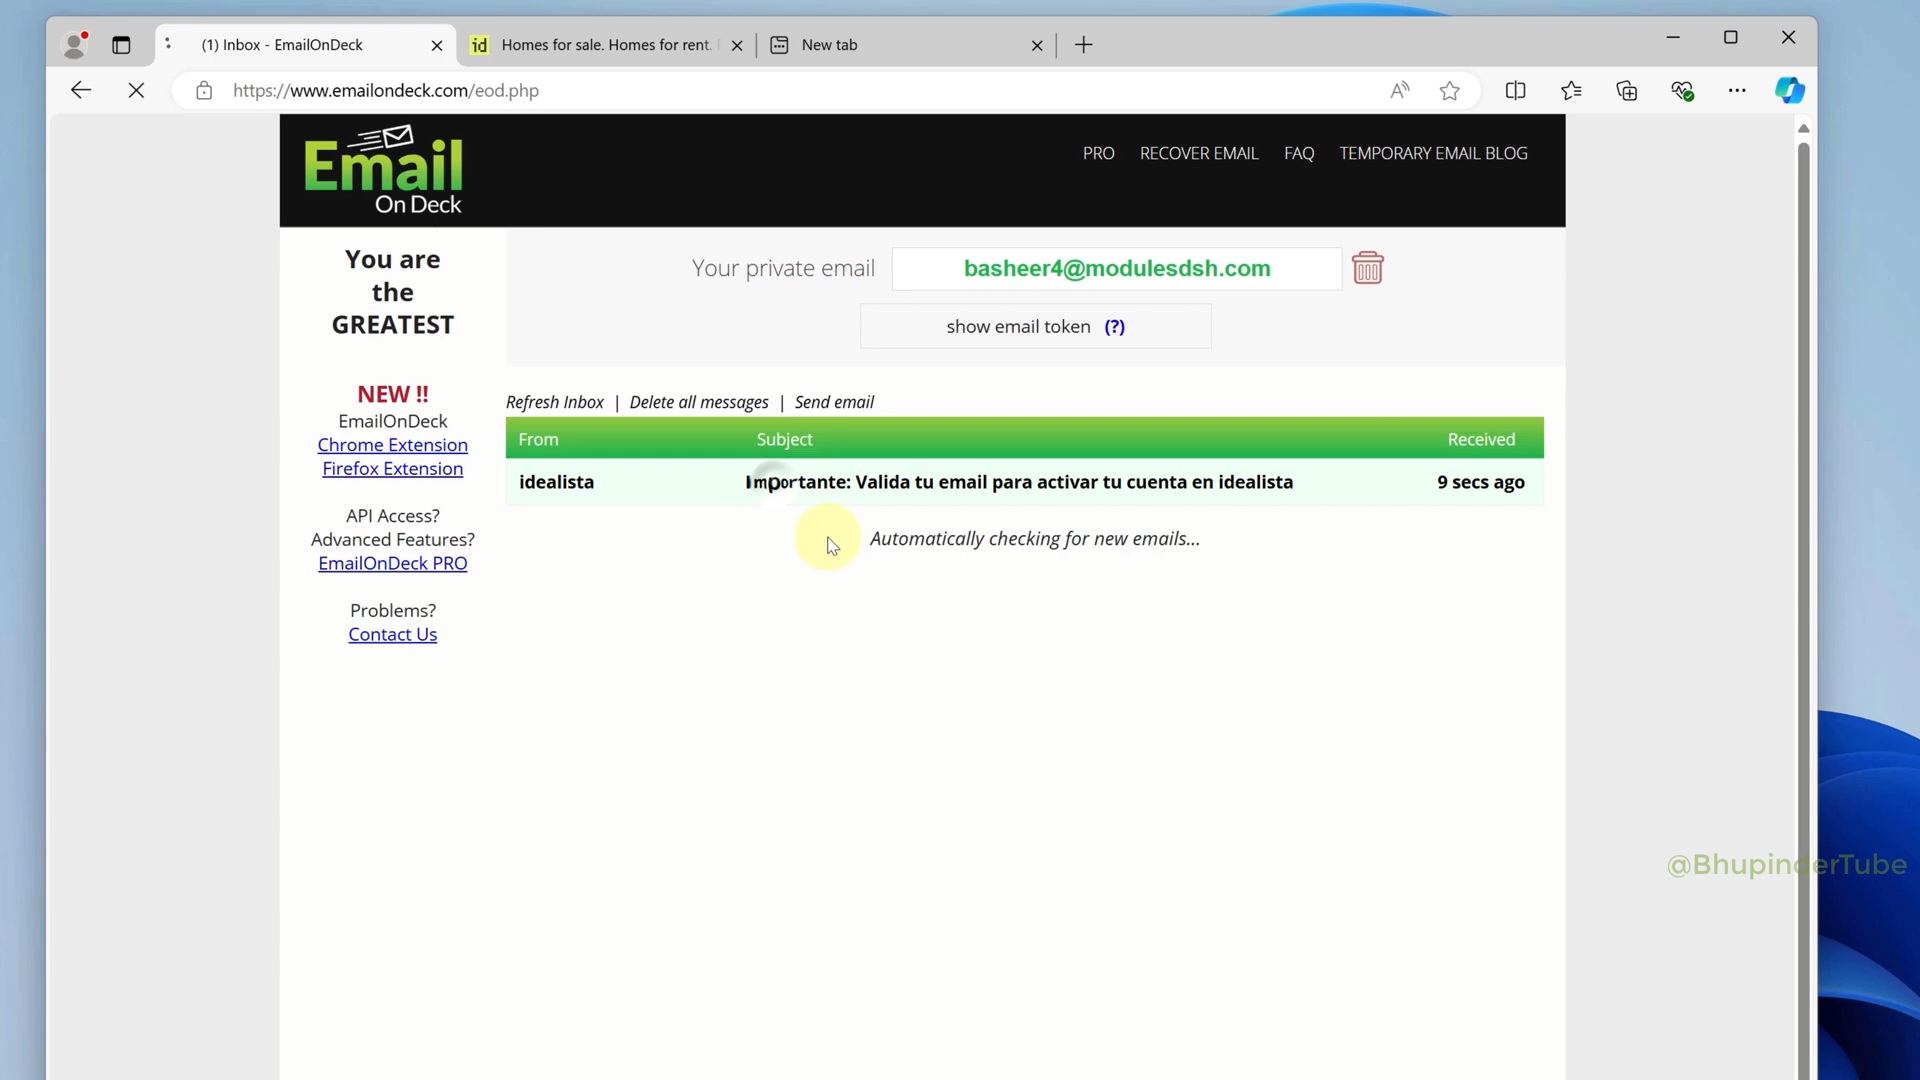 (1) Inbox - EmailOnDeck
id Homes for sale. Homes for rent.
New tab
https://www.emailondeck.com/eod.php
Email
On Deck
PRO RECOVER EMAIL FAQ TEMPORARY EMAIL BLOG
You are
the
GREATEST
Your private email basheer4@modulesdsh.com
show email token (?)
NEW !!
EmailOnDeck
Chrome Extension
Firefox Extension
API Access?
Advanced Features?
EmailOnDeck PRO
Problems?
Contact Us
Refresh Inbox | Delete all messages | Send email
From Subject Received
idealista Importante: Valida tu email para activar tu cuenta en idealista 9 secs ago
Automatically checking for new emails...
@BhupinderTube